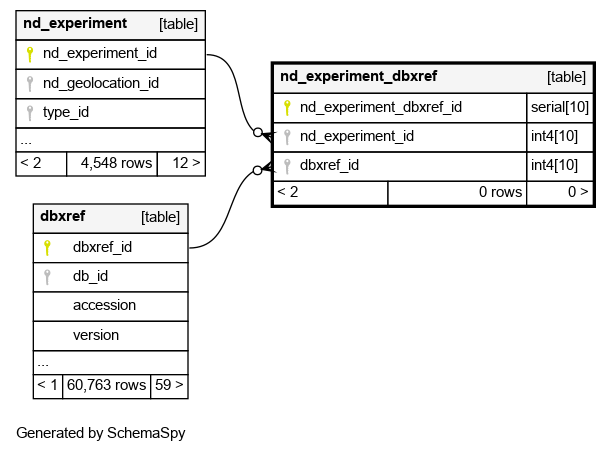 nd_experiment [table]
nd_experiment_id
nd_geolocation_id
type_id
...
< 2 4,548 rows 12 >
nd_experiment_dbxref [table]
nd_experiment_dbxref_id serial[10]
nd_experiment_id int4[10]
dbxref_id int4[10]
< 2 0 rows 0 >
dbxref [table]
dbxref_id
db_id
accession
version
...
< 1 60,763 rows 59 >
Generated by SchemaSpy